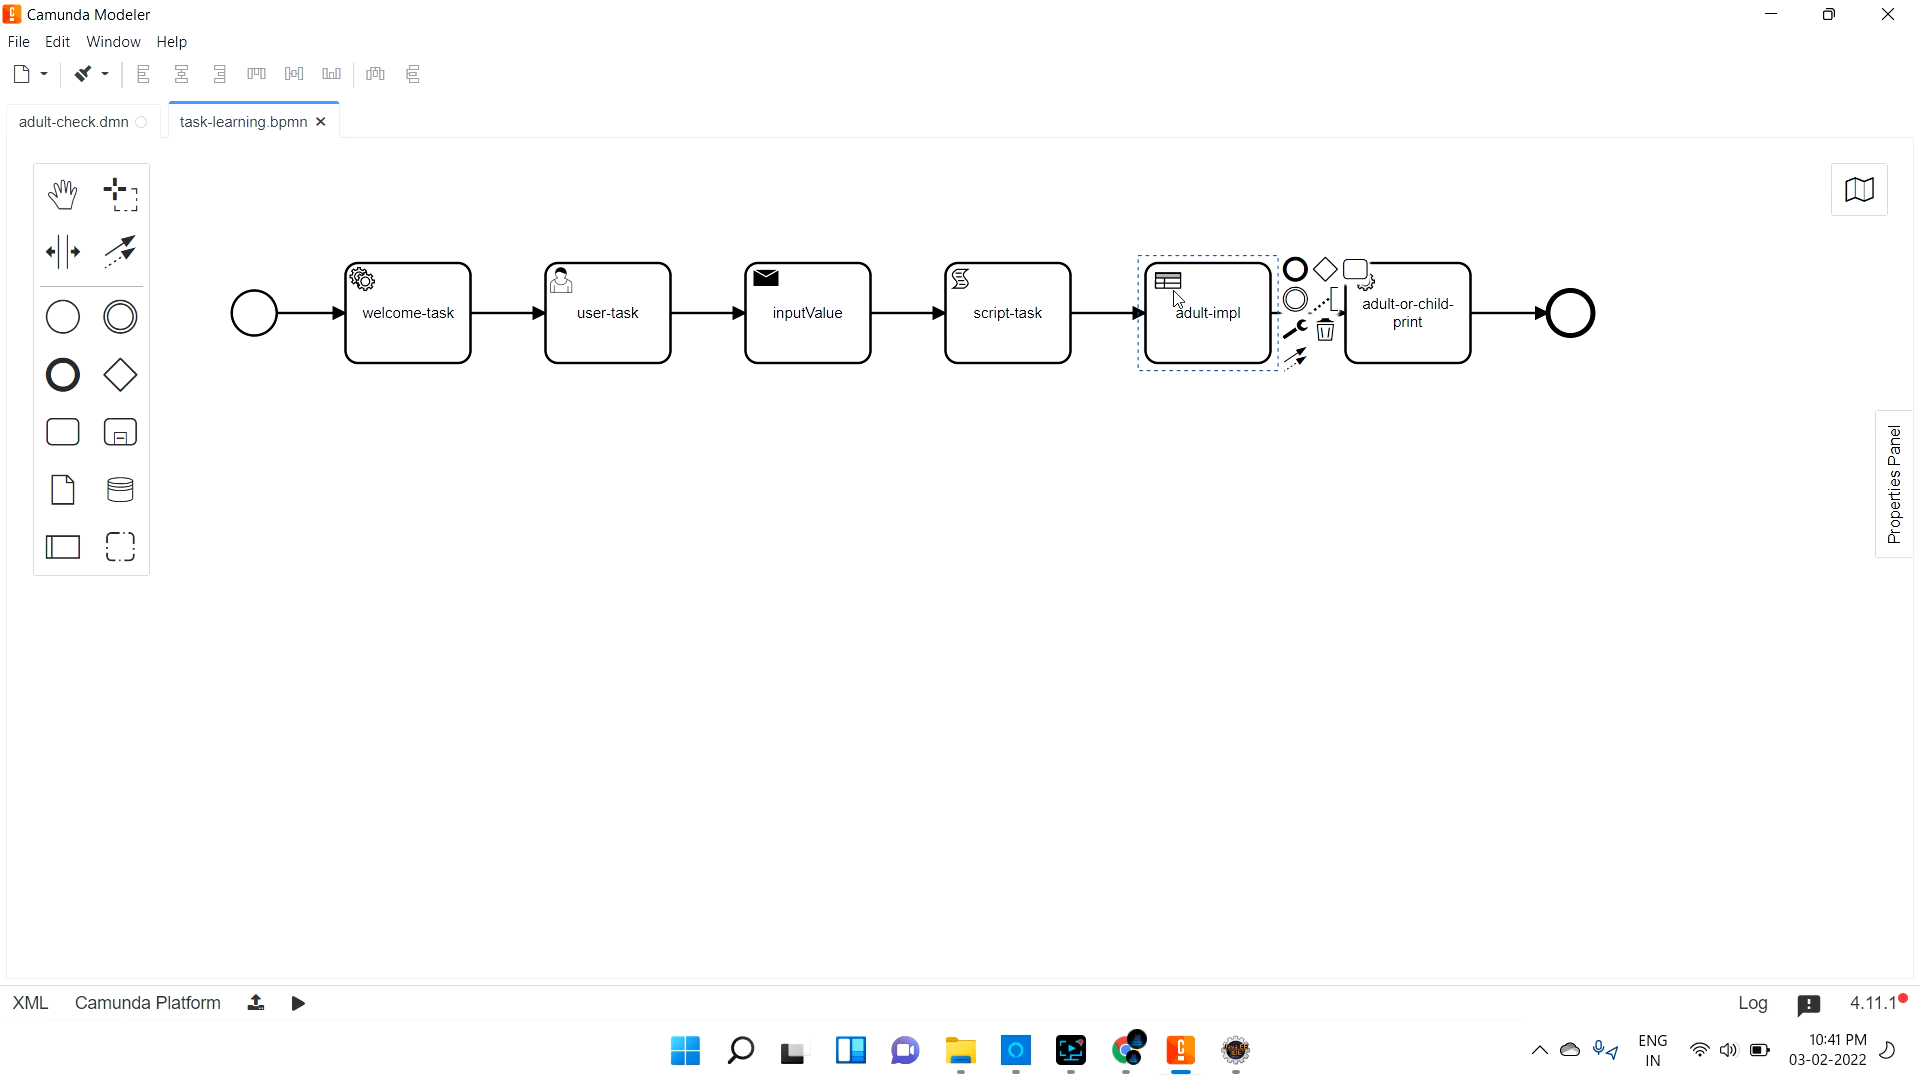 Camunda Modeler
File Edit Window Help
adult-check.dmn task-learning.bpmn
welcome-task user-task inputValue script-task adult-impl adult-or-child-
print
Properties Panel
XML Camunda Platform Log 4.11.1
ENG
IN
10:41 PM
03-02-2022